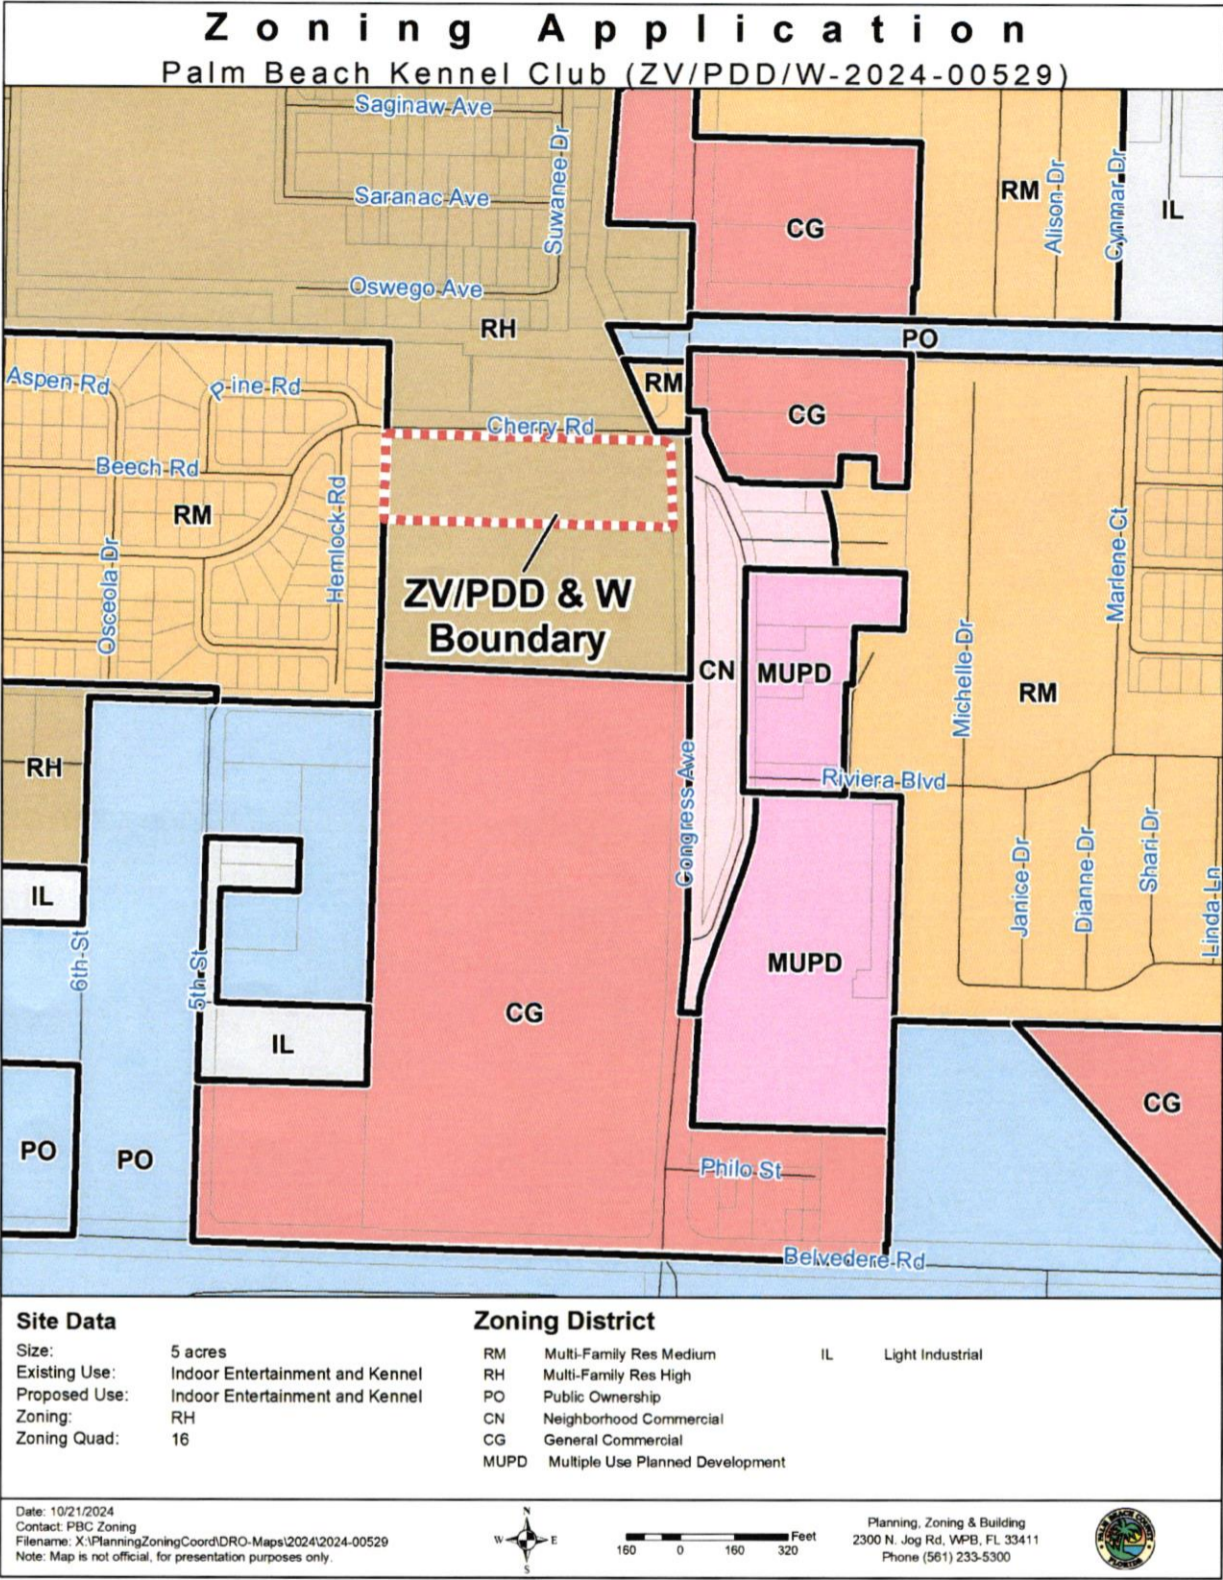 Zoning Application
Palm Beach Kennel Club (ZV/PDD/W-2024-00529)
Saginaw Ave
Suwanee Dr
Saranac Ave
Oswego Ave
RH
CG
RM
Alison Dr
Cynmar Dr
IL
PO
Aspen Rd
Pine Rd
RM
CG
Cherry Rd
Beech Rd
RM
Hemlock Rd
Osceola Dr
ZV/PDD & W
Boundary
CN
MUPD
Michelle Dr
Marlene Ct
RM
RH
Congress Ave
Riviera Blvd
Janice Dr
Dianne Dr
Shari Dr
Linda Ln
IL
6th St
5th St
MUPD
CG
IL
CG
PO
PO
Philo St
Belvedere Rd
Site Data
Size: 5 acres
Existing Use: Indoor Entertainment and Kennel
Proposed Use: Indoor Entertainment and Kennel
Zoning: RH
Zoning Quad: 16
Zoning District
RM Multi-Family Res Medium
RH Multi-Family Res High
PO Public Ownership
CN Neighborhood Commercial
CG General Commercial
MUPD Multiple Use Planned Development
IL Light Industrial
Date: 10/21/2024
Contact: PBC Zoning
Filename: X:\PlanningZoningCoord\DRO-Maps\2024\2024-00529
Note: Map is not official, for presentation purposes only.
N
W E
S
Feet
160 0 160 320
Planning, Zoning & Building
2300 N. Jog Rd, WPB, FL 33411
Phone (561) 233-5300
PALM BEACH COUNTY
FLORIDA